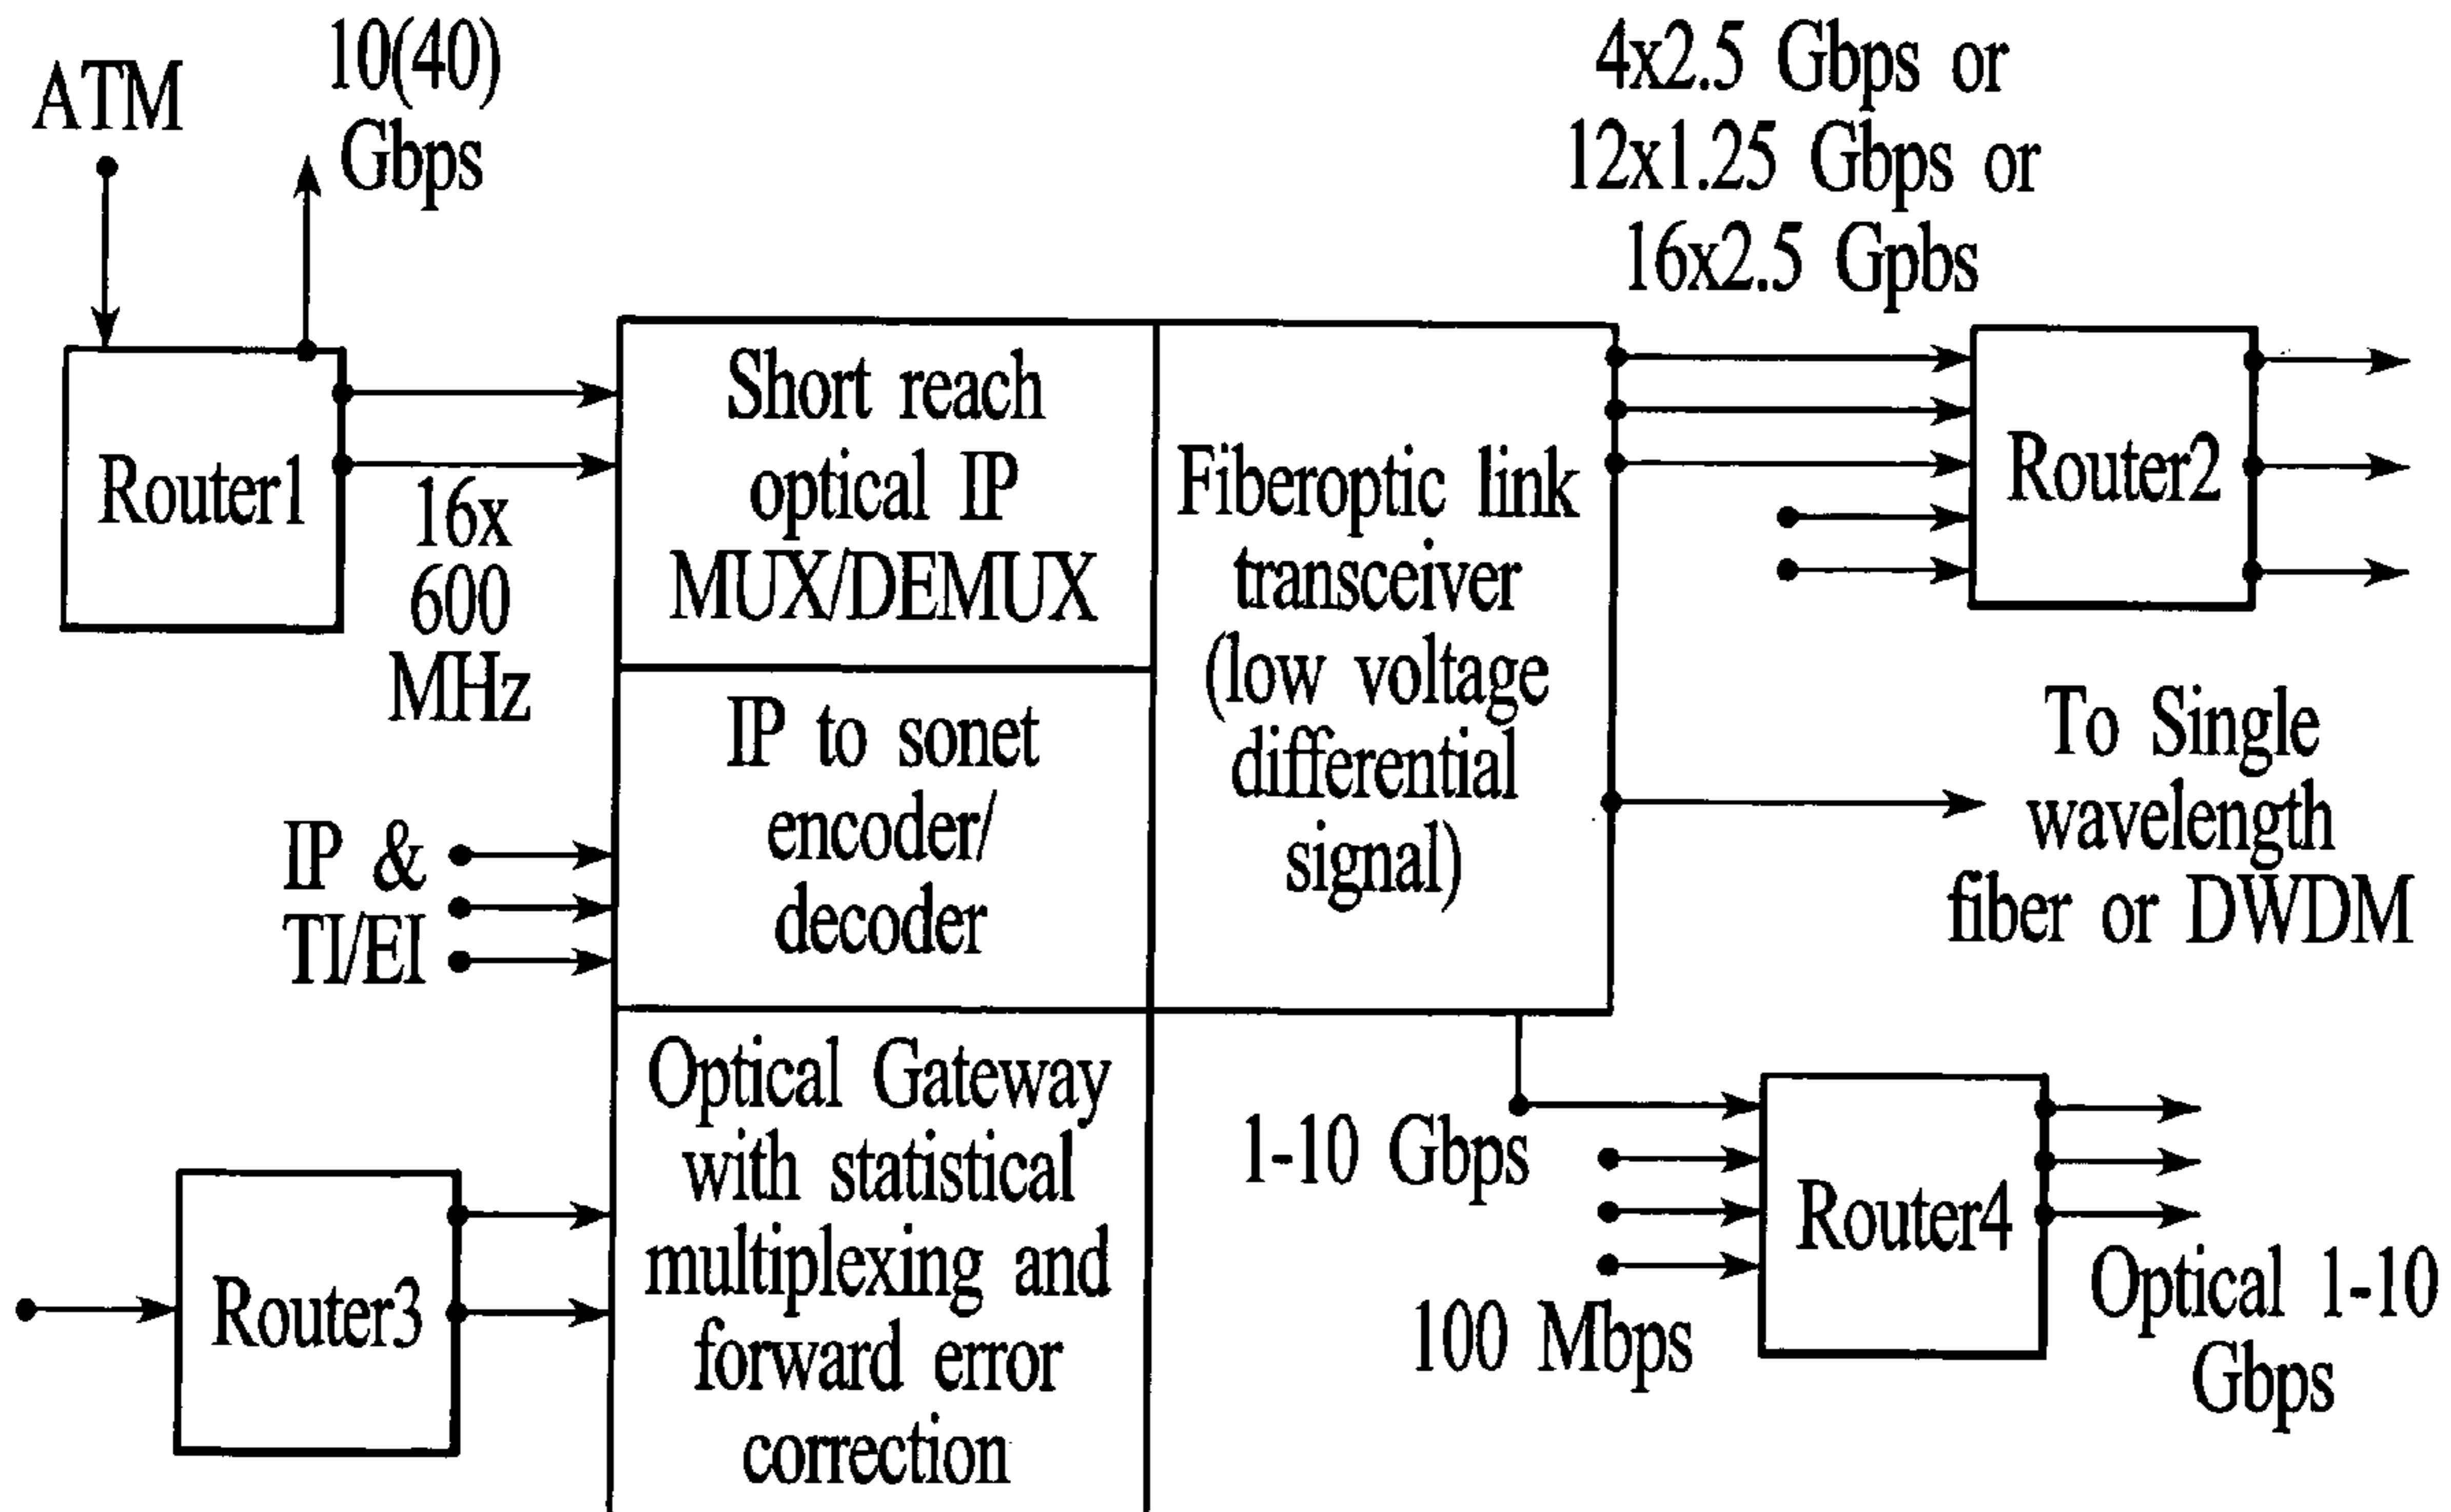 ATM
10(40)
Gbps
4x2.5 Gbps or
12x1.25 Gbps or
16x2.5 Gpbs
Router1
16x
600
MHz
Short reach
optical IP
MUX/DEMUX
Fiberoptic link
transceiver
(low voltage
differential
signal)
Router2
IP to sonet
encoder/
decoder
IP &
TI/EI
To Single
wavelength
fiber or DWDM
Optical Gateway
with statistical
multiplexing and
forward error
correction
Router3
1-10 Gbps
100 Mbps
Router4
Optical 1-10
Gbps